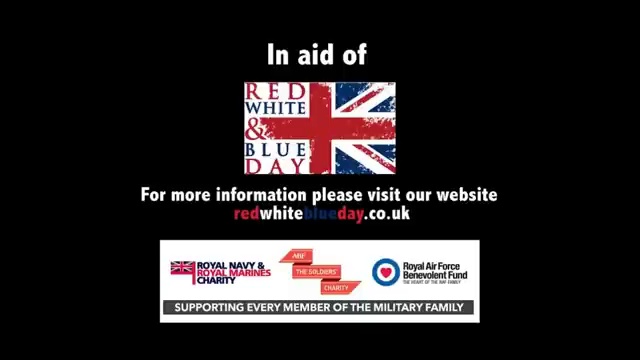 In aid of
RED
WHITE
&
BLUE
DAY
For more information please visit our website
redwhiteblueday.co.uk
ROYAL NAVY &
ROYAL MARINES
CHARITY
ABF
THE SOLDIERS'
CHARITY
Royal Air Force
Benevolent Fund
THE HEART OF THE RAF FAMILY
SUPPORTING EVERY MEMBER OF THE MILITARY FAMILY